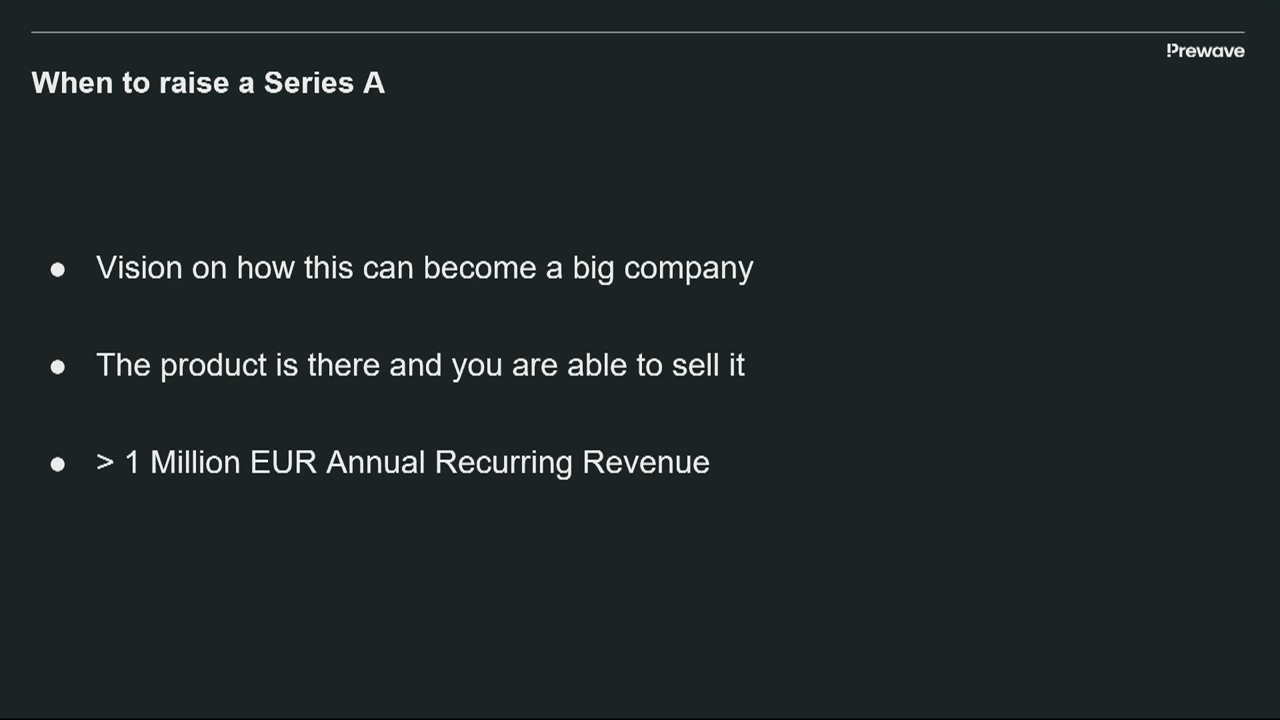 Prewave
When to raise a Series A
● Vision on how this can become a big company
● The product is there and you are able to sell it
● > 1 Million EUR Annual Recurring Revenue